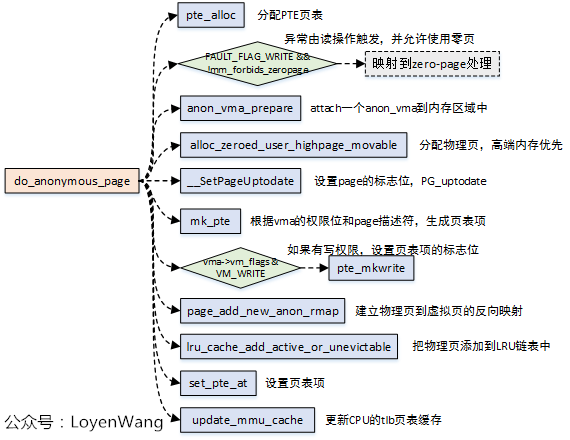 pte_alloc 分配PTE页表
异常由读操作触发，并允许使用零页
FAULT_FLAG_WRITE &&
!mm_forbids_zeropage
映射到zero-page处理
anon_vma_prepare attach一个anon_vma到内存区域中
alloc_zeroed_user_highpage_movable 分配物理页，高端内存优先
do_anonymous_page
__SetPageUptodate 设置page的标志位，PG_uptodate
mk_pte 根据vma的权限位和page描述符，生成页表项
如果有写权限，设置页表项的标志位
vma->vm_flags &
VM_WRITE
pte_mkwrite
page_add_new_anon_rmap 建立物理页到虚拟页的反向映射
lru_cache_add_active_or_unevictable 把物理页添加到LRU链表中
set_pte_at 设置页表项
update_mmu_cache 更新CPU的tlb页表缓存
公众号：LoyenWang